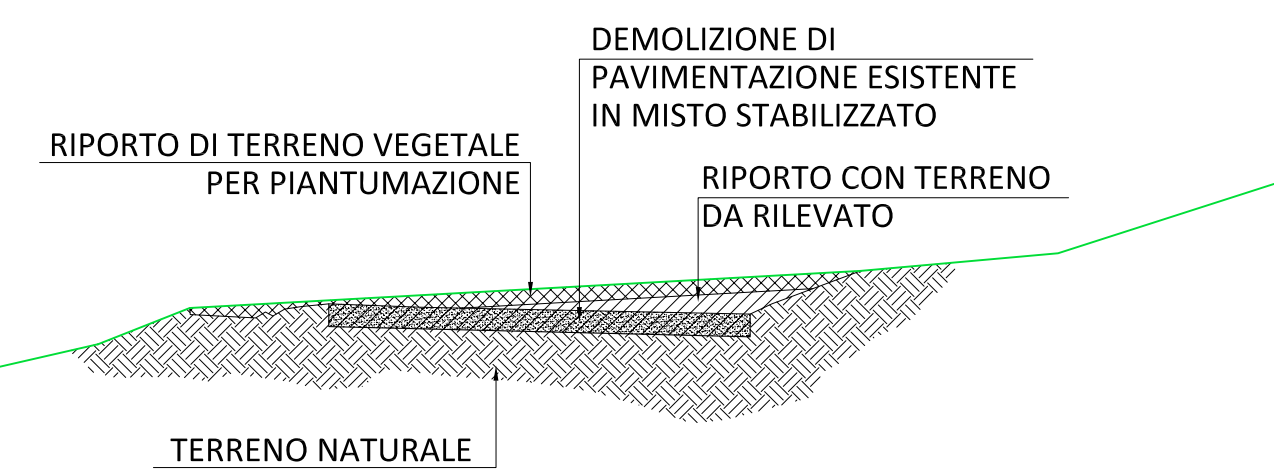 DEMOLIZIONE DI
PAVIMENTAZIONE ESISTENTE
IN MISTO STABILIZZATO
RIPORTO DI TERRENO VEGETALE
PER PIANTUMAZIONE
RIPORTO CON TERRENO
DA RILEVATO
TERRENO NATURALE